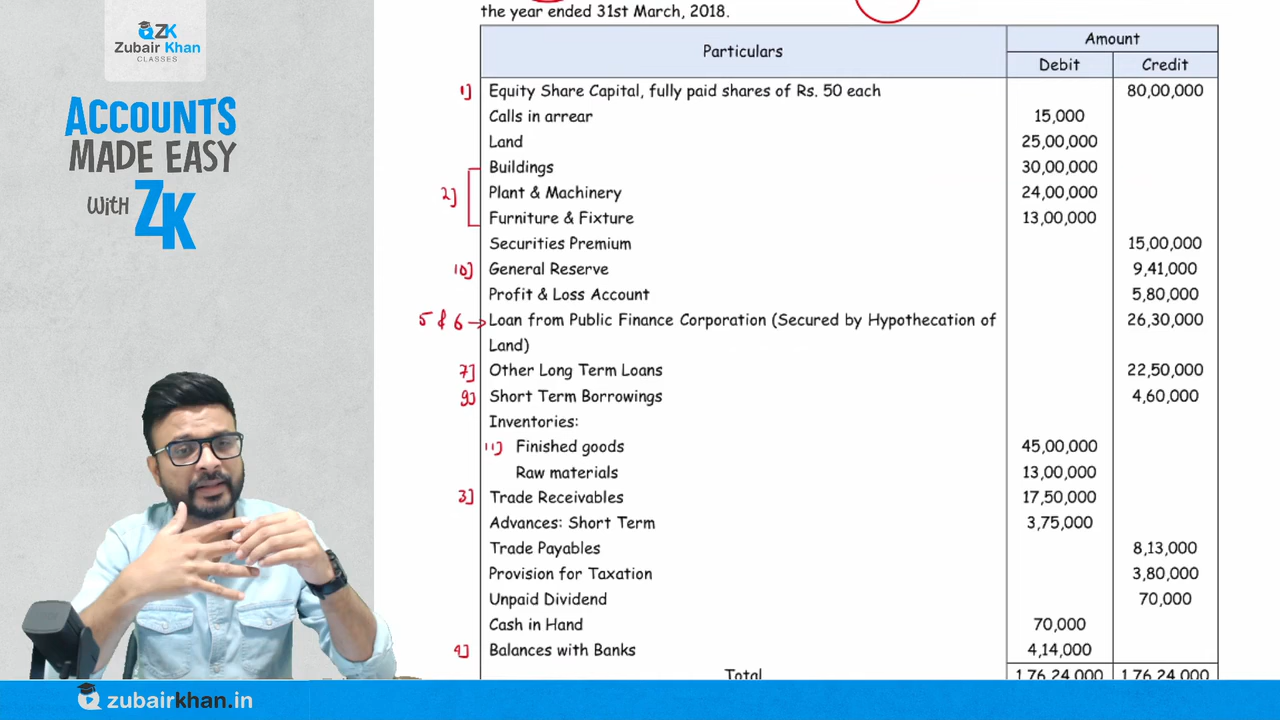 ZK
Zubair Khan
CLASSES
ACCOUNTS
MADE EASY
with ZK
the year ended 31st March, 2018.
Particulars Amount
Debit Credit
1] Equity Share Capital, fully paid shares of Rs. 50 each 80,00,000
Calls in arrear 15,000
Land 25,00,000
Buildings 30,00,000
2] Plant & Machinery 24,00,000
Furniture & Fixture 13,00,000
Securities Premium 15,00,000
10] General Reserve 9,41,000
Profit & Loss Account 5,80,000
5 & 6 → Loan from Public Finance Corporation (Secured by Hypothecation of 26,30,000
Land)
7] Other Long Term Loans 22,50,000
9] Short Term Borrowings 4,60,000
Inventories:
11] Finished goods 45,00,000
Raw materials 13,00,000
3] Trade Receivables 17,50,000
Advances: Short Term 3,75,000
Trade Payables 8,13,000
Provision for Taxation 3,80,000
Unpaid Dividend 70,000
Cash in Hand 70,000
Balances with Banks 4,14,000
Total 1,76,24,000 1,76,24,000
zubairkhan.in